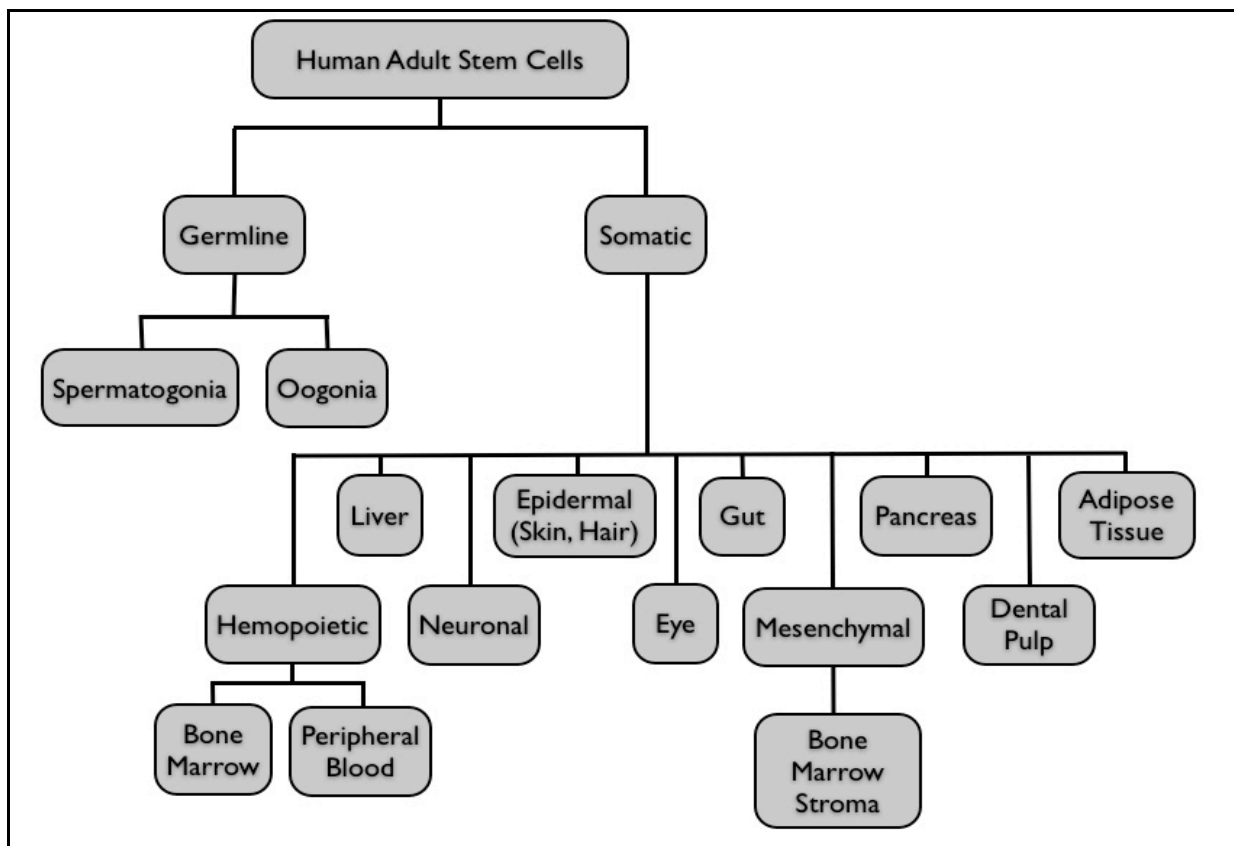 Human Adult Stem Cells
Germline
Somatic
Spermatogonia
Oogonia
Liver
Epidermal
(Skin, Hair)
Gut
Pancreas
Adipose
Tissue
Hemopoietic
Neuronal
Eye
Mesenchymal
Dental
Pulp
Bone
Marrow
Peripheral
Blood
Bone
Marrow
Stroma